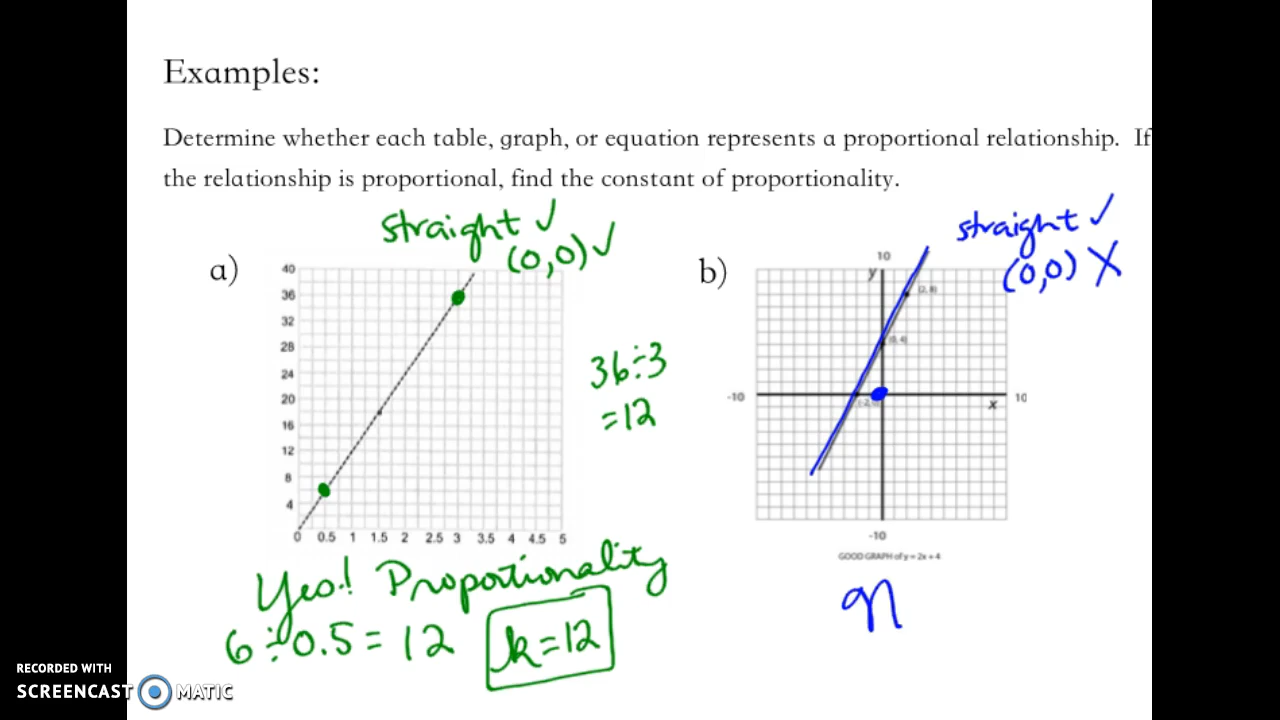 Examples:
Determine whether each table, graph, or equation represents a proportional relationship. If
the relationship is proportional, find the constant of proportionality.
straight ✓
(0,0) ✓
a)
40
36
32
28
24
20
16
12
8
4
0 0.5 1 1.5 2 2.5 3 3.5 4 4.5 5
36÷3
=12
Yes! Proportionality
6÷0.5=12
k=12
straight ✓
(0,0) X
b)
10
y
(2, 8)
(0,4)
-10
x
10
-10
GOOD GRAPH of y = 2x + 4
RECORDED WITH
SCREENCAST MATIC